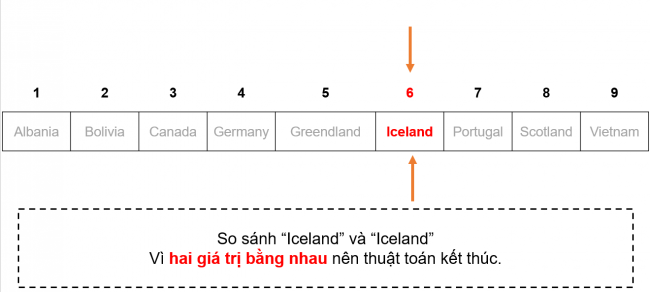 1 2 3 4 5 6 7 8 9
Albania Bolivia Canada Germany Greendland Iceland Portugal Scotland Vietnam
So sánh “Iceland” và “Iceland”
Vì hai giá trị bằng nhau nên thuật toán kết thúc.